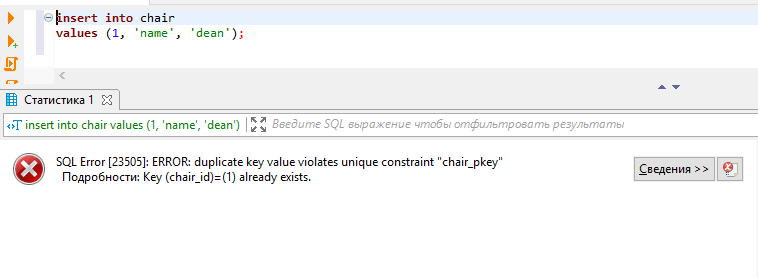 insert into chair
values (1, 'name', 'dean');
Статистика 1
insert into chair values (1, 'name', 'dean') Введите SQL выражение чтобы отфильтровать результаты
SQL Error [23505]: ERROR: duplicate key value violates unique constraint "chair_pkey"
Подробности: Key (chair_id)=(1) already exists.
Сведения >>